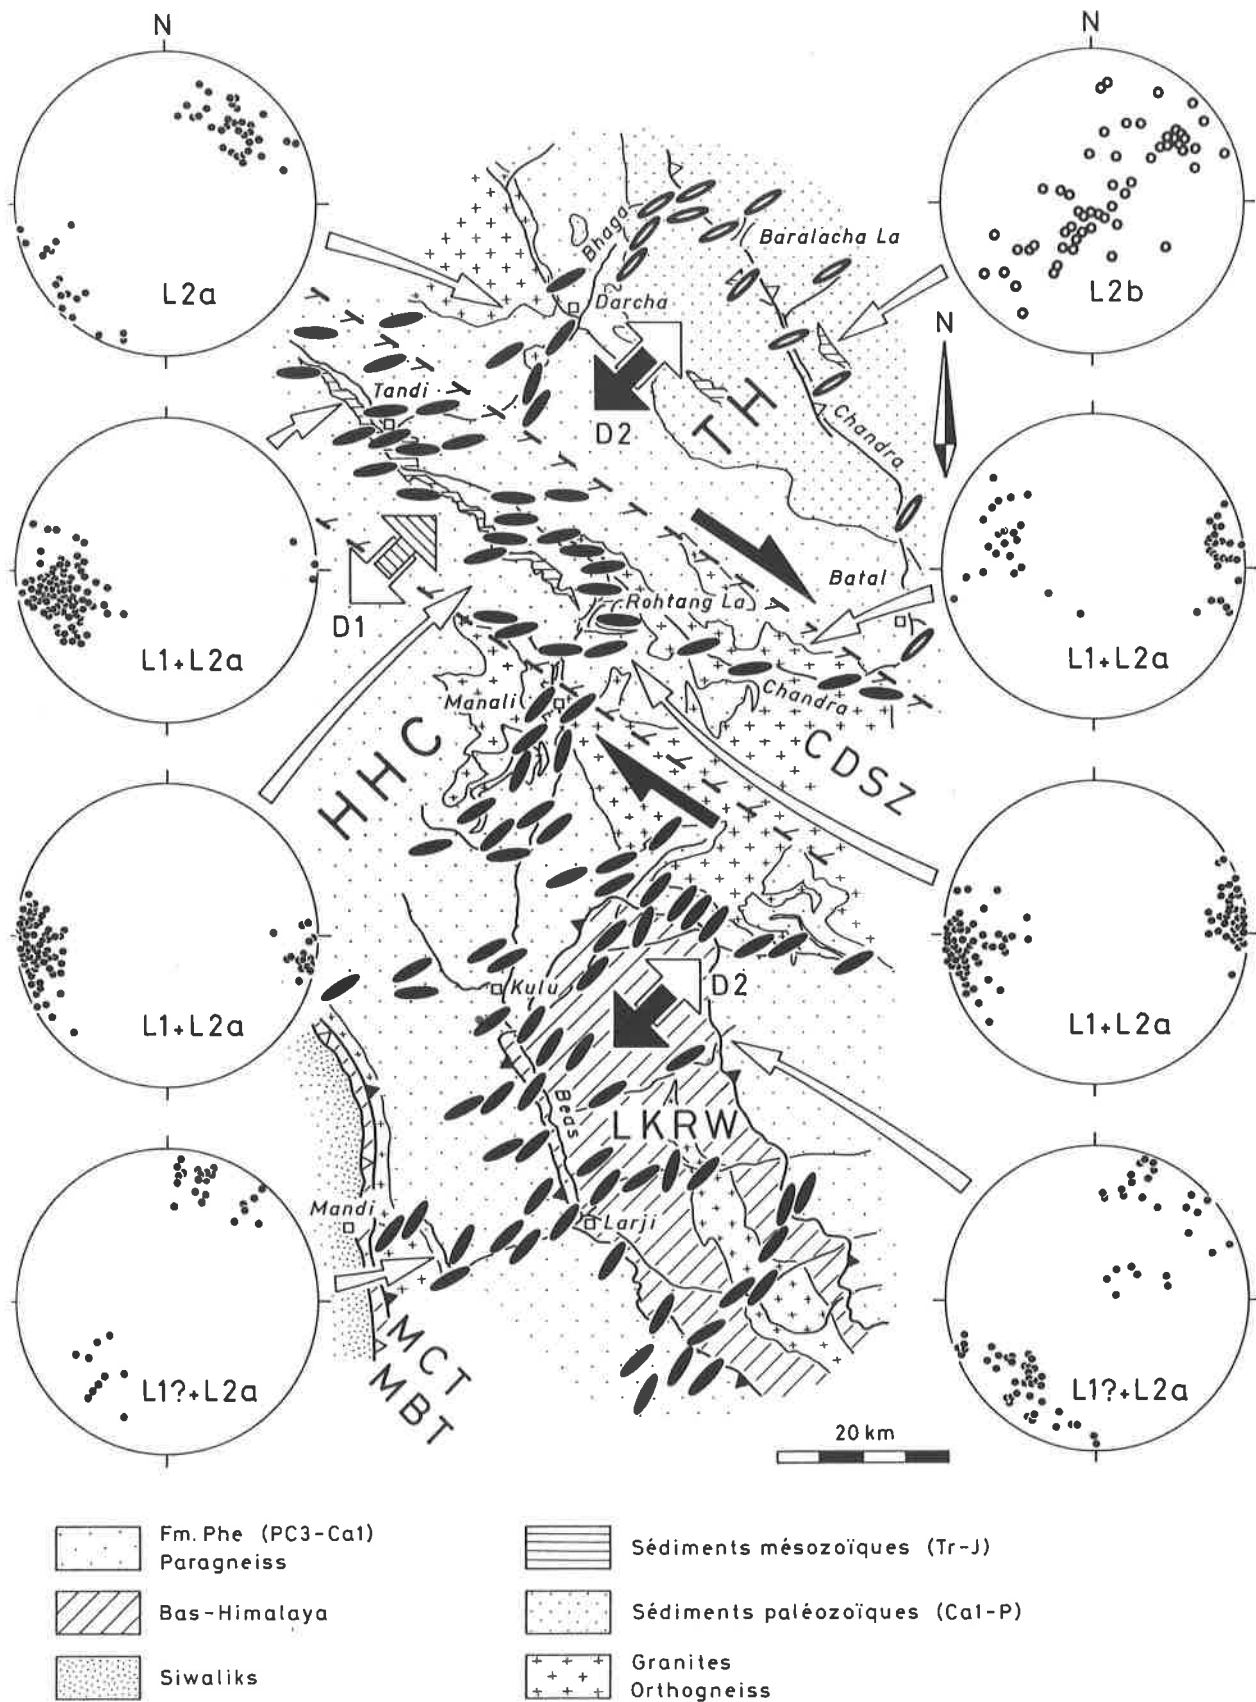 N
N
L2a
L2b
Bhaga
Baralacha La
Darcha
N
Tandi
D2
TH
Chandra
D1
Batal
L1+L2a
Rohtang La
L1+L2a
Manali
Chandra
HHC
CDSZ
L1+L2a
L1+L2a
Kulu
D2
Beas
LKRW
Mandi
Larji
L1?+L2a
MCT
MBT
L1?+L2a
20 km
Fm. Phe (PC3-Ca1)
Paragneiss
Bas-Himalaya
Siwaliks
Sédiments mésozoïques (Tr-J)
Sédiments paléozoïques (Ca1-P)
Granites
Orthogneiss